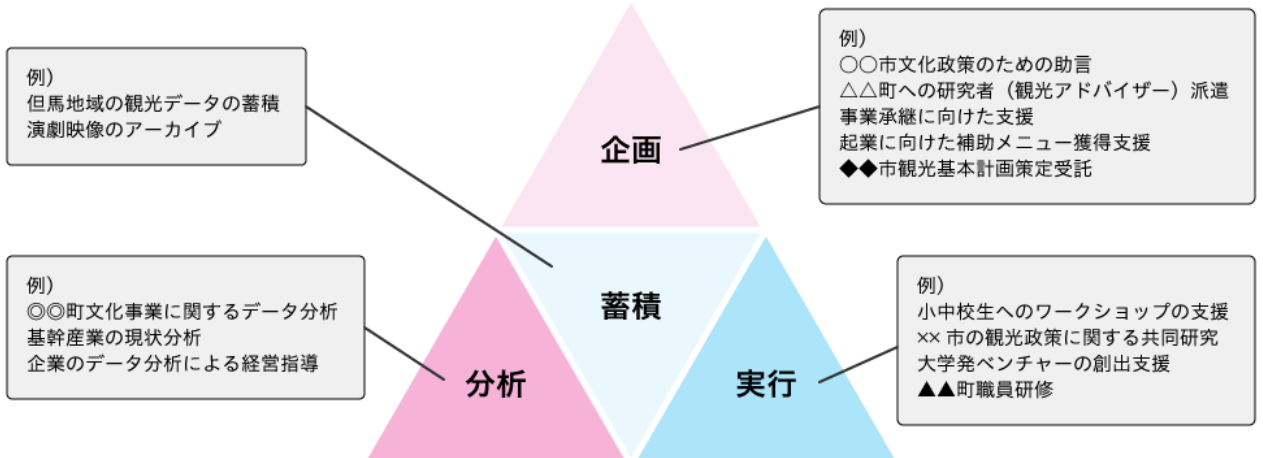 例）
但馬地域の観光データの蓄積
演劇映像のアーカイブ
例）
○○市文化政策のための助言
△△町への研究者（観光アドバイザー）派遣
事業承継に向けた支援
起業に向けた補助メニュー獲得支援
◆◆市観光基本計画策定受託
企画
蓄積
例）
◎◎町文化事業に関するデータ分析
基幹産業の現状分析
企業のデータ分析による経営指導
分析
実行
例）
小中校生へのワークショップの支援
×× 市の観光政策に関する共同研究
大学発ベンチャーの創出支援
▲▲町職員研修